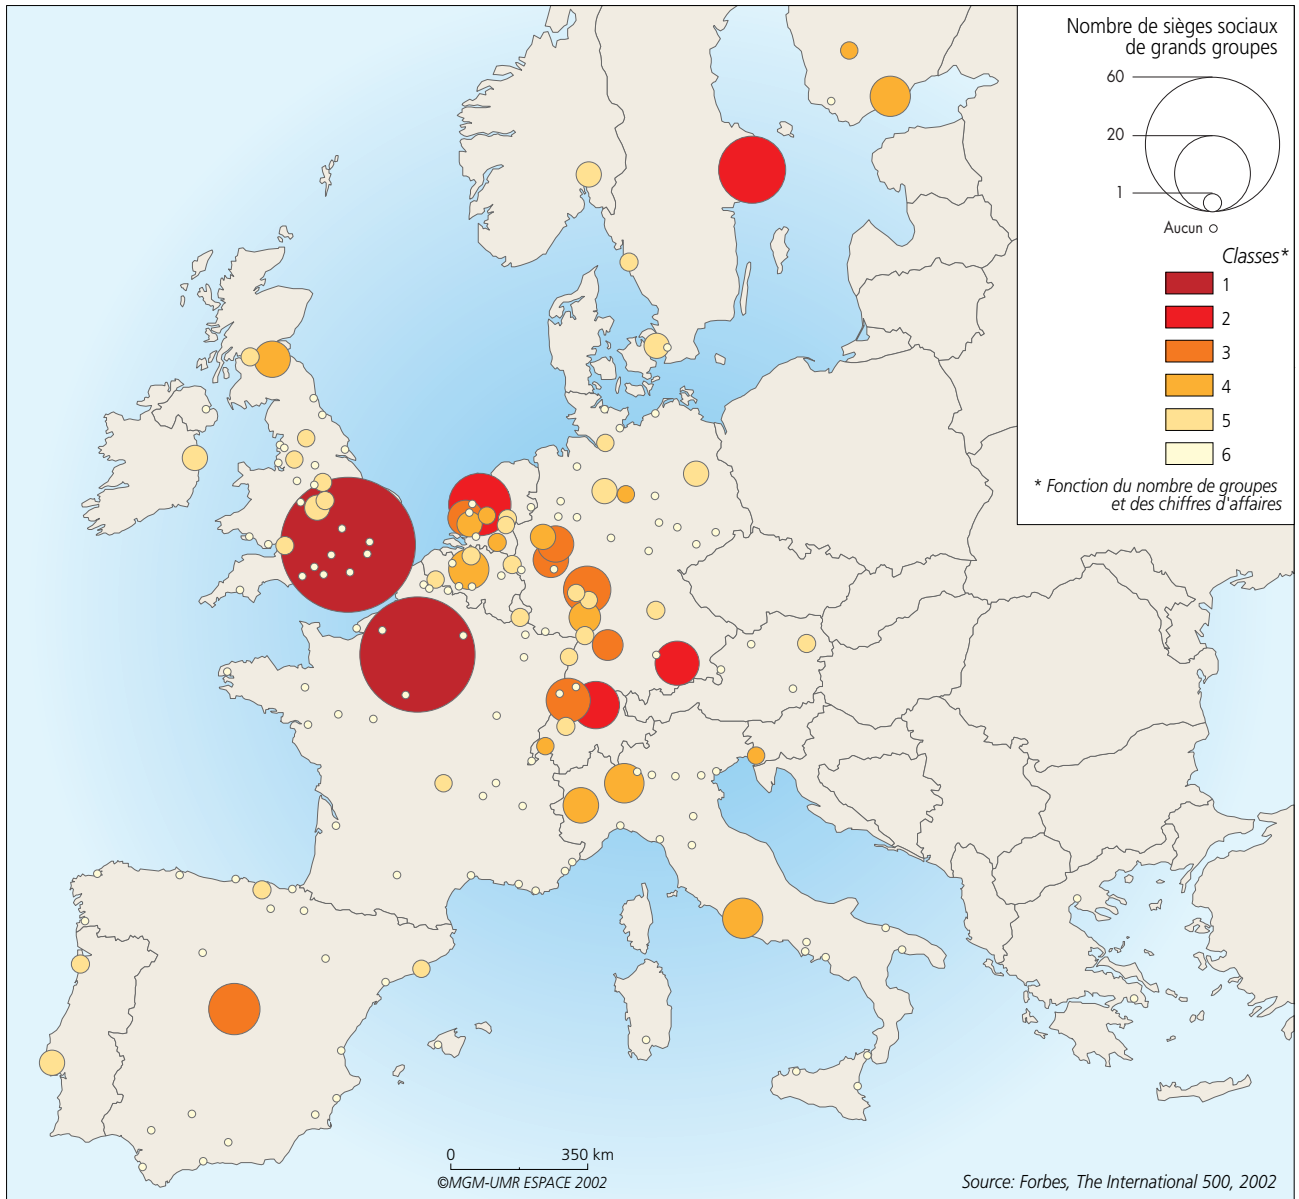 Nombre de sièges sociaux
de grands groupes
60
20
1
Aucun
Classes*
1
2
3
4
5
6
* Fonction du nombre de groupes
et des chiffres d'affaires
0 350 km
©MGM-UMR ESPACE 2002
Source: Forbes, The International 500, 2002